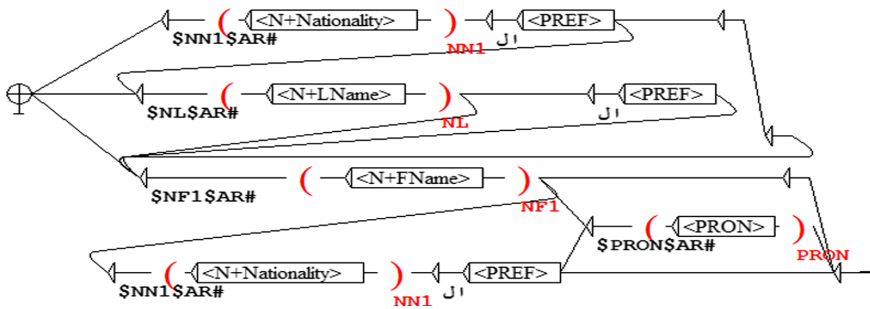 ( <N+Nationality> ) <PREF>
$NN1$AR# NN1 ال
( <N+LName> ) <PREF>
$NL$AR# NL ال
( <N+FName> )
$NF1$AR# NF1
( <PRON> )
$PRON$AR# PRON
( <N+Nationality> ) <PREF>
$NN1$AR# NN1 ال